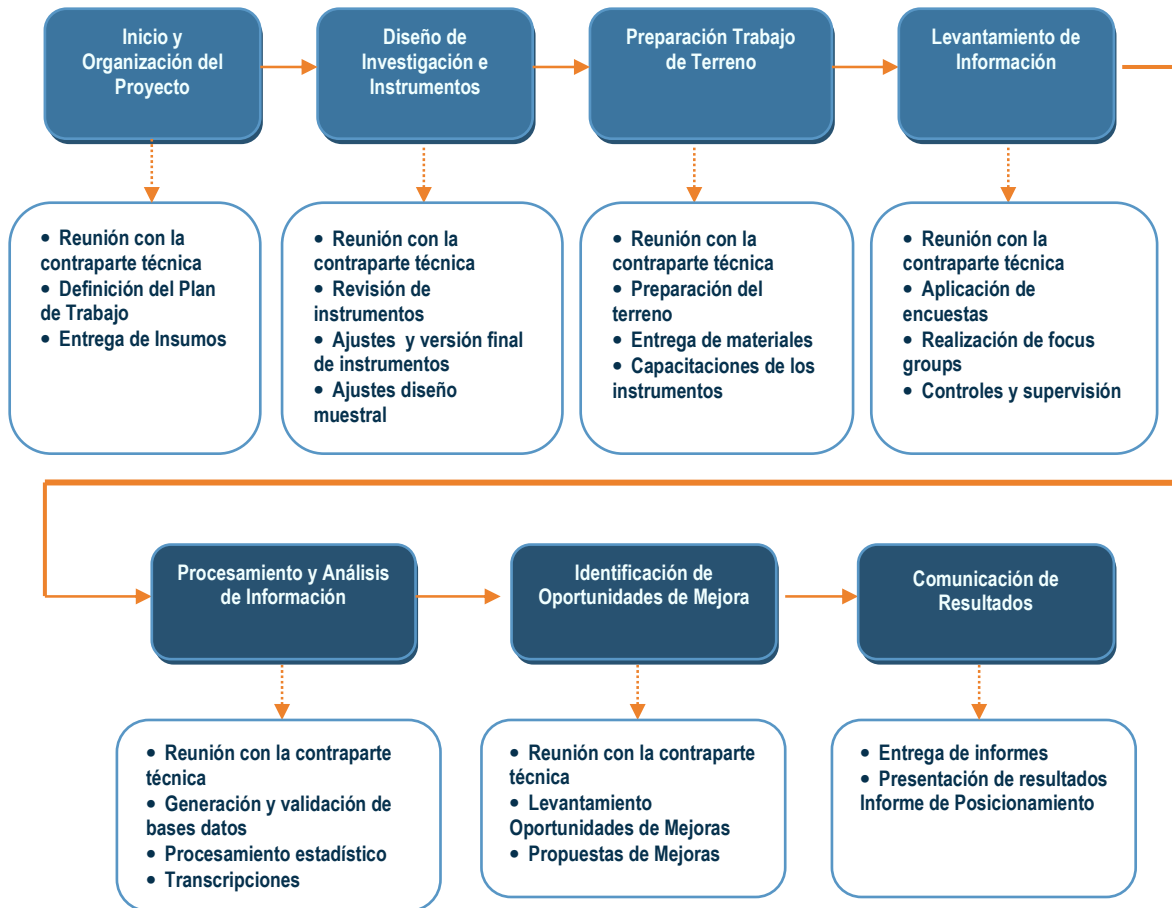 Inicio y
Organización del
Proyecto
Diseño de
Investigación e
Instrumentos
Preparación Trabajo
de Terreno
Levantamiento de
Información
• Reunión con la
contraparte técnica
• Definición del Plan
de Trabajo
• Entrega de Insumos
• Reunión con la
contraparte técnica
• Revisión de
instrumentos
• Ajustes  y versión final
de instrumentos
• Ajustes diseño
muestral
• Reunión con la
contraparte técnica
• Preparación del
terreno
• Entrega de materiales
• Capacitaciones de los
instrumentos
• Reunión con la
contraparte técnica
• Aplicación de
encuestas
• Realización de focus
groups
• Controles y supervisión
Procesamiento y Análisis
de Información
Identificación de
Oportunidades de Mejora
Comunicación de
Resultados
• Reunión con la contraparte
técnica
• Generación y validación de
bases datos
• Procesamiento estadístico
• Transcripciones
• Reunión con la contraparte
técnica
• Levantamiento
Oportunidades de Mejoras
• Propuestas de Mejoras
• Entrega de informes
• Presentación de resultados
Informe de Posicionamiento